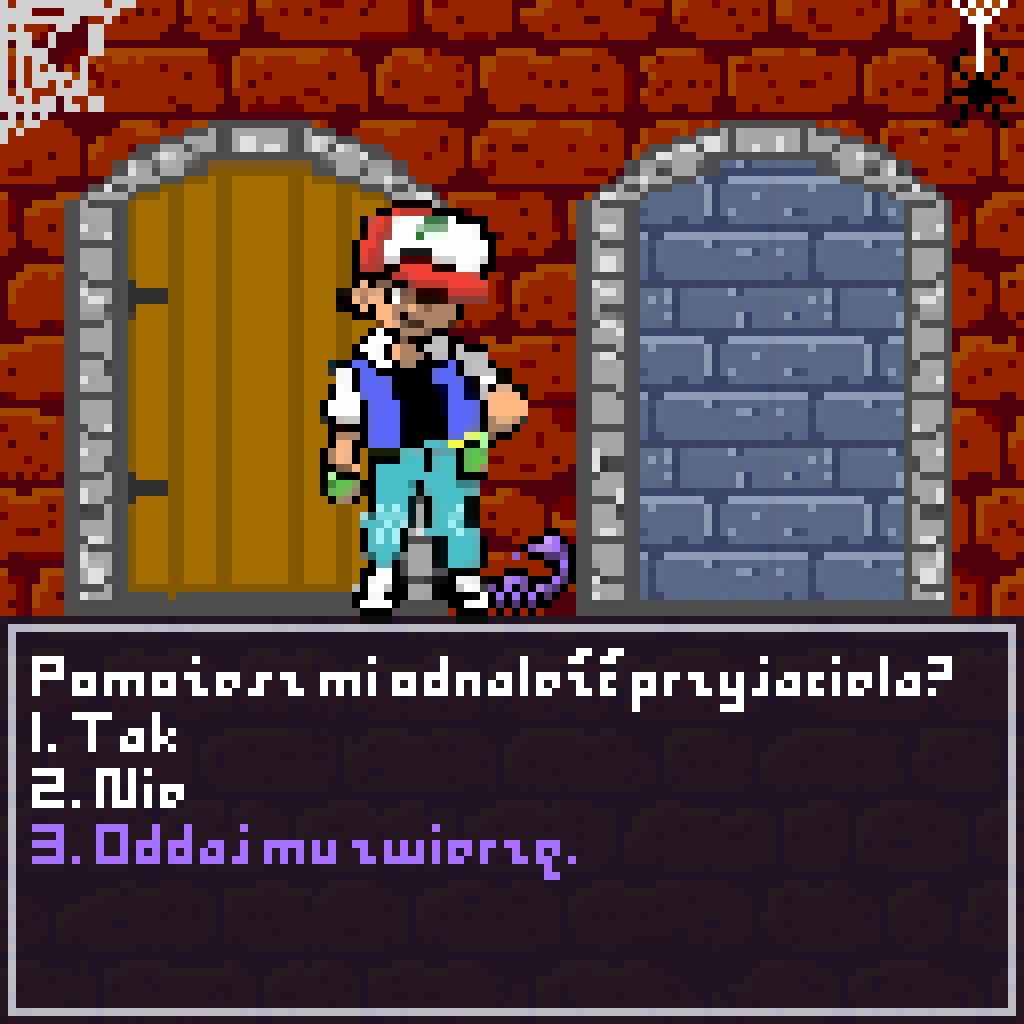 Pomożesz mi odnaleźć przyjaciela?
1. Tak
2. Nie
3. Oddaj mu zwierzę.